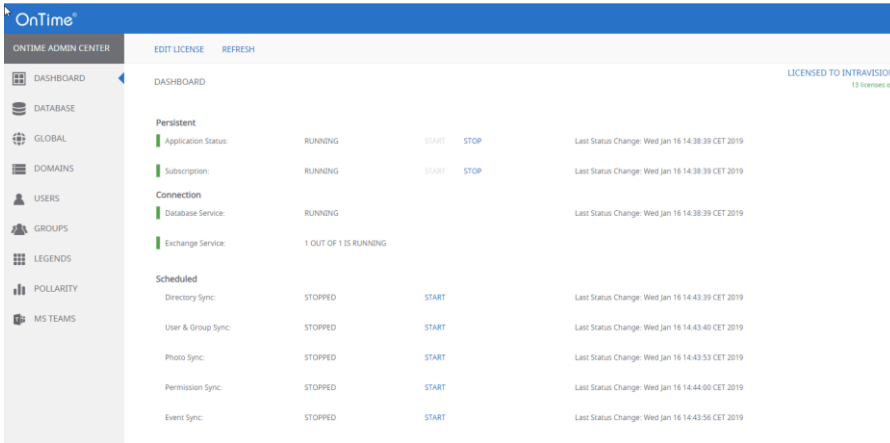 OnTime®
ONTIME ADMIN CENTER
EDIT LICENSE REFRESH
DASHBOARD
DATABASE
GLOBAL
DOMAINS
USERS
GROUPS
LEGENDS
POLLARITY
MS TEAMS
DASHBOARD
LICENSED TO INTRAVISION
13 licenses
Persistent
Application Status: RUNNING START STOP Last Status Change: Wed Jan 16 14:38:39 CET 2019
Subscription: RUNNING START STOP Last Status Change: Wed Jan 16 14:38:39 CET 2019
Connection
Database Service: RUNNING Last Status Change: Wed Jan 16 14:38:39 CET 2019
Exchange Service: 1 OUT OF 1 IS RUNNING
Scheduled
Directory Sync: STOPPED START Last Status Change: Wed Jan 16 14:43:39 CET 2019
User & Group Sync: STOPPED START Last Status Change: Wed Jan 16 14:43:40 CET 2019
Photo Sync: STOPPED START Last Status Change: Wed Jan 16 14:43:53 CET 2019
Permission Sync: STOPPED START Last Status Change: Wed Jan 16 14:44:00 CET 2019
Event Sync: STOPPED START Last Status Change: Wed Jan 16 14:43:56 CET 2019